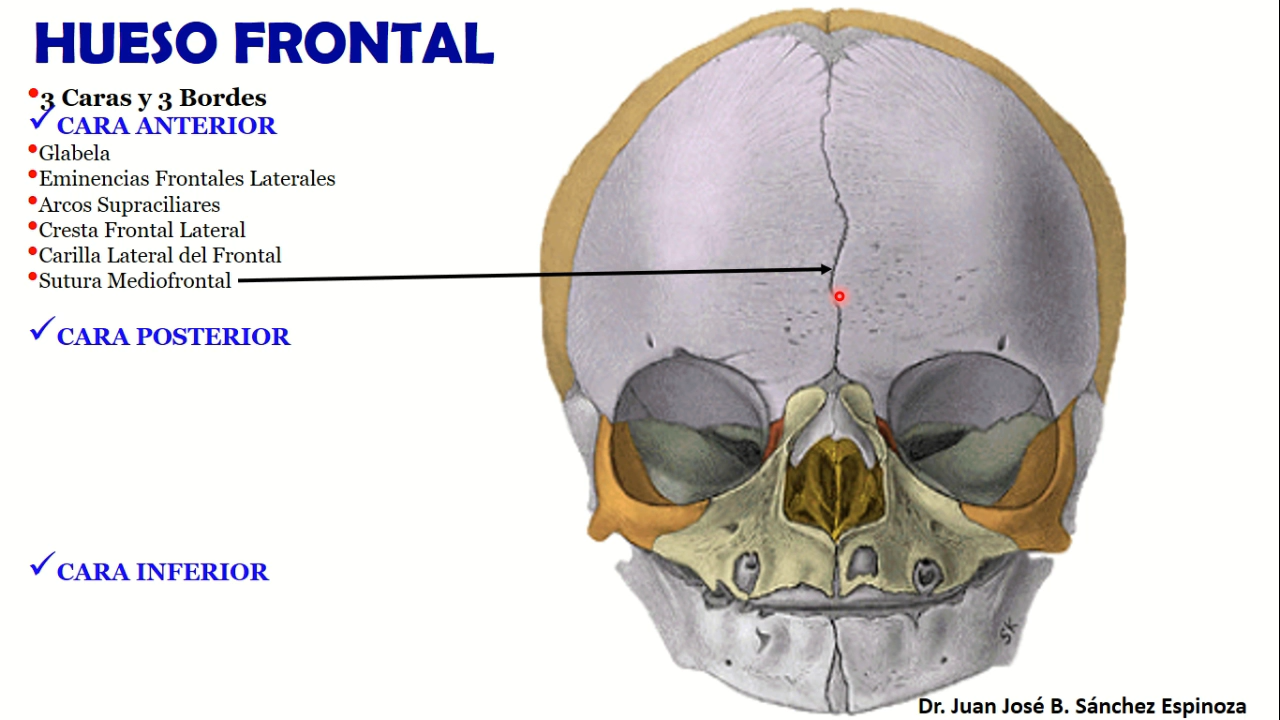 HUESO FRONTAL
•3 Caras y 3 Bordes
✓CARA ANTERIOR
•Glabela
•Eminencias Frontales Laterales
•Arcos Supraciliares
•Cresta Frontal Lateral
•Carilla Lateral del Frontal
•Sutura Mediofrontal
✓CARA POSTERIOR
✓CARA INFERIOR
SK
Dr. Juan José B. Sánchez Espinoza